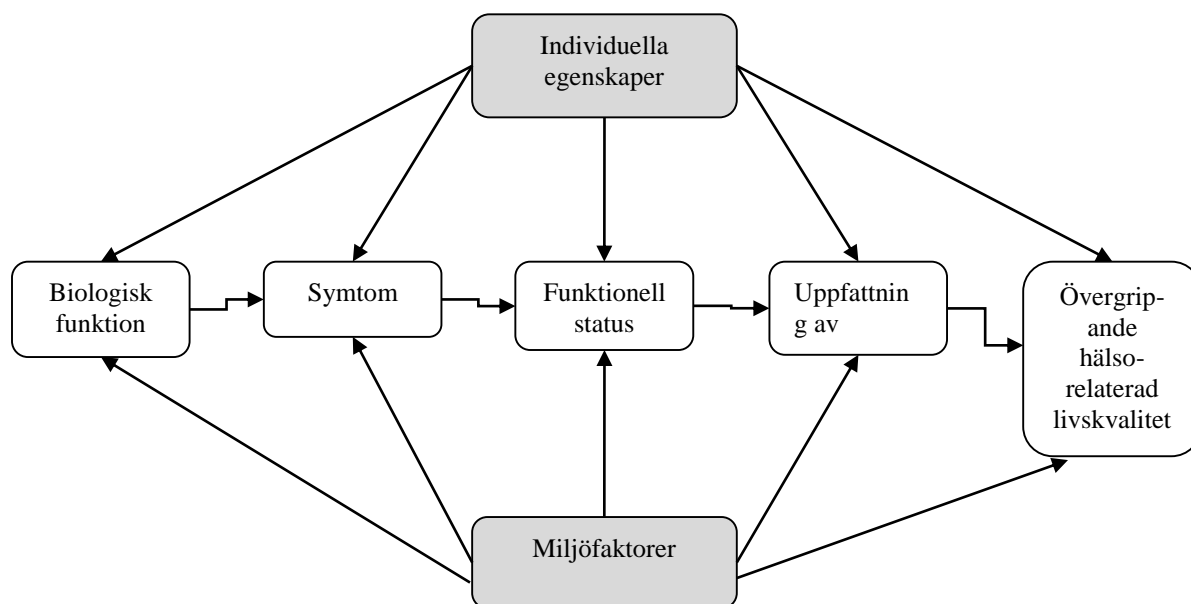 Individuella
egenskaper
Biologisk
funktion
Symtom
Funktionell
status
Uppfattnin
g av
Övergrip-
ande
hälso-
relaterad
livskvalitet
Miljöfaktorer